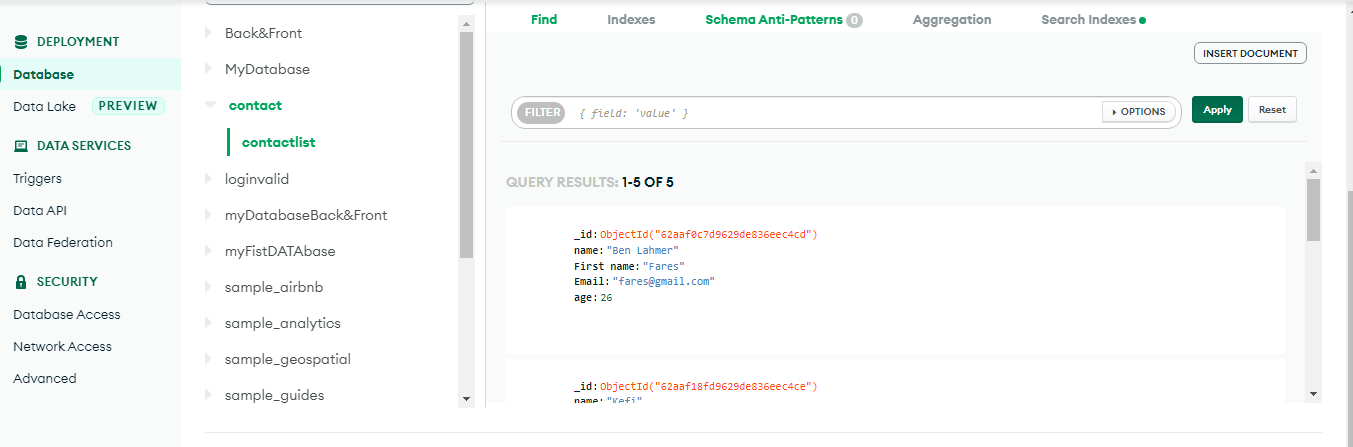 DEPLOYMENT
Database
Data Lake PREVIEW
DATA SERVICES
Triggers
Data API
Data Federation
SECURITY
Database Access
Network Access
Advanced
Back&Front
MyDatabase
contact
contactlist
loginvalid
myDatabaseBack&Front
myFistDATAbase
sample_airbnb
sample_analytics
sample_geospatial
sample_guides
Find Indexes Schema Anti-Patterns 0 Aggregation Search Indexes
INSERT DOCUMENT
FILTER { field: 'value' } OPTIONS Apply Reset
QUERY RESULTS: 1-5 OF 5
_id: ObjectId("62aaf0c7d9629de836eec4cd")
name: "Ben Lahmer"
First name: "Fares"
Email: "fares@gmail.com"
age: 26
_id: ObjectId("62aaf18fd9629de836eec4ce")
name: "Kefi"